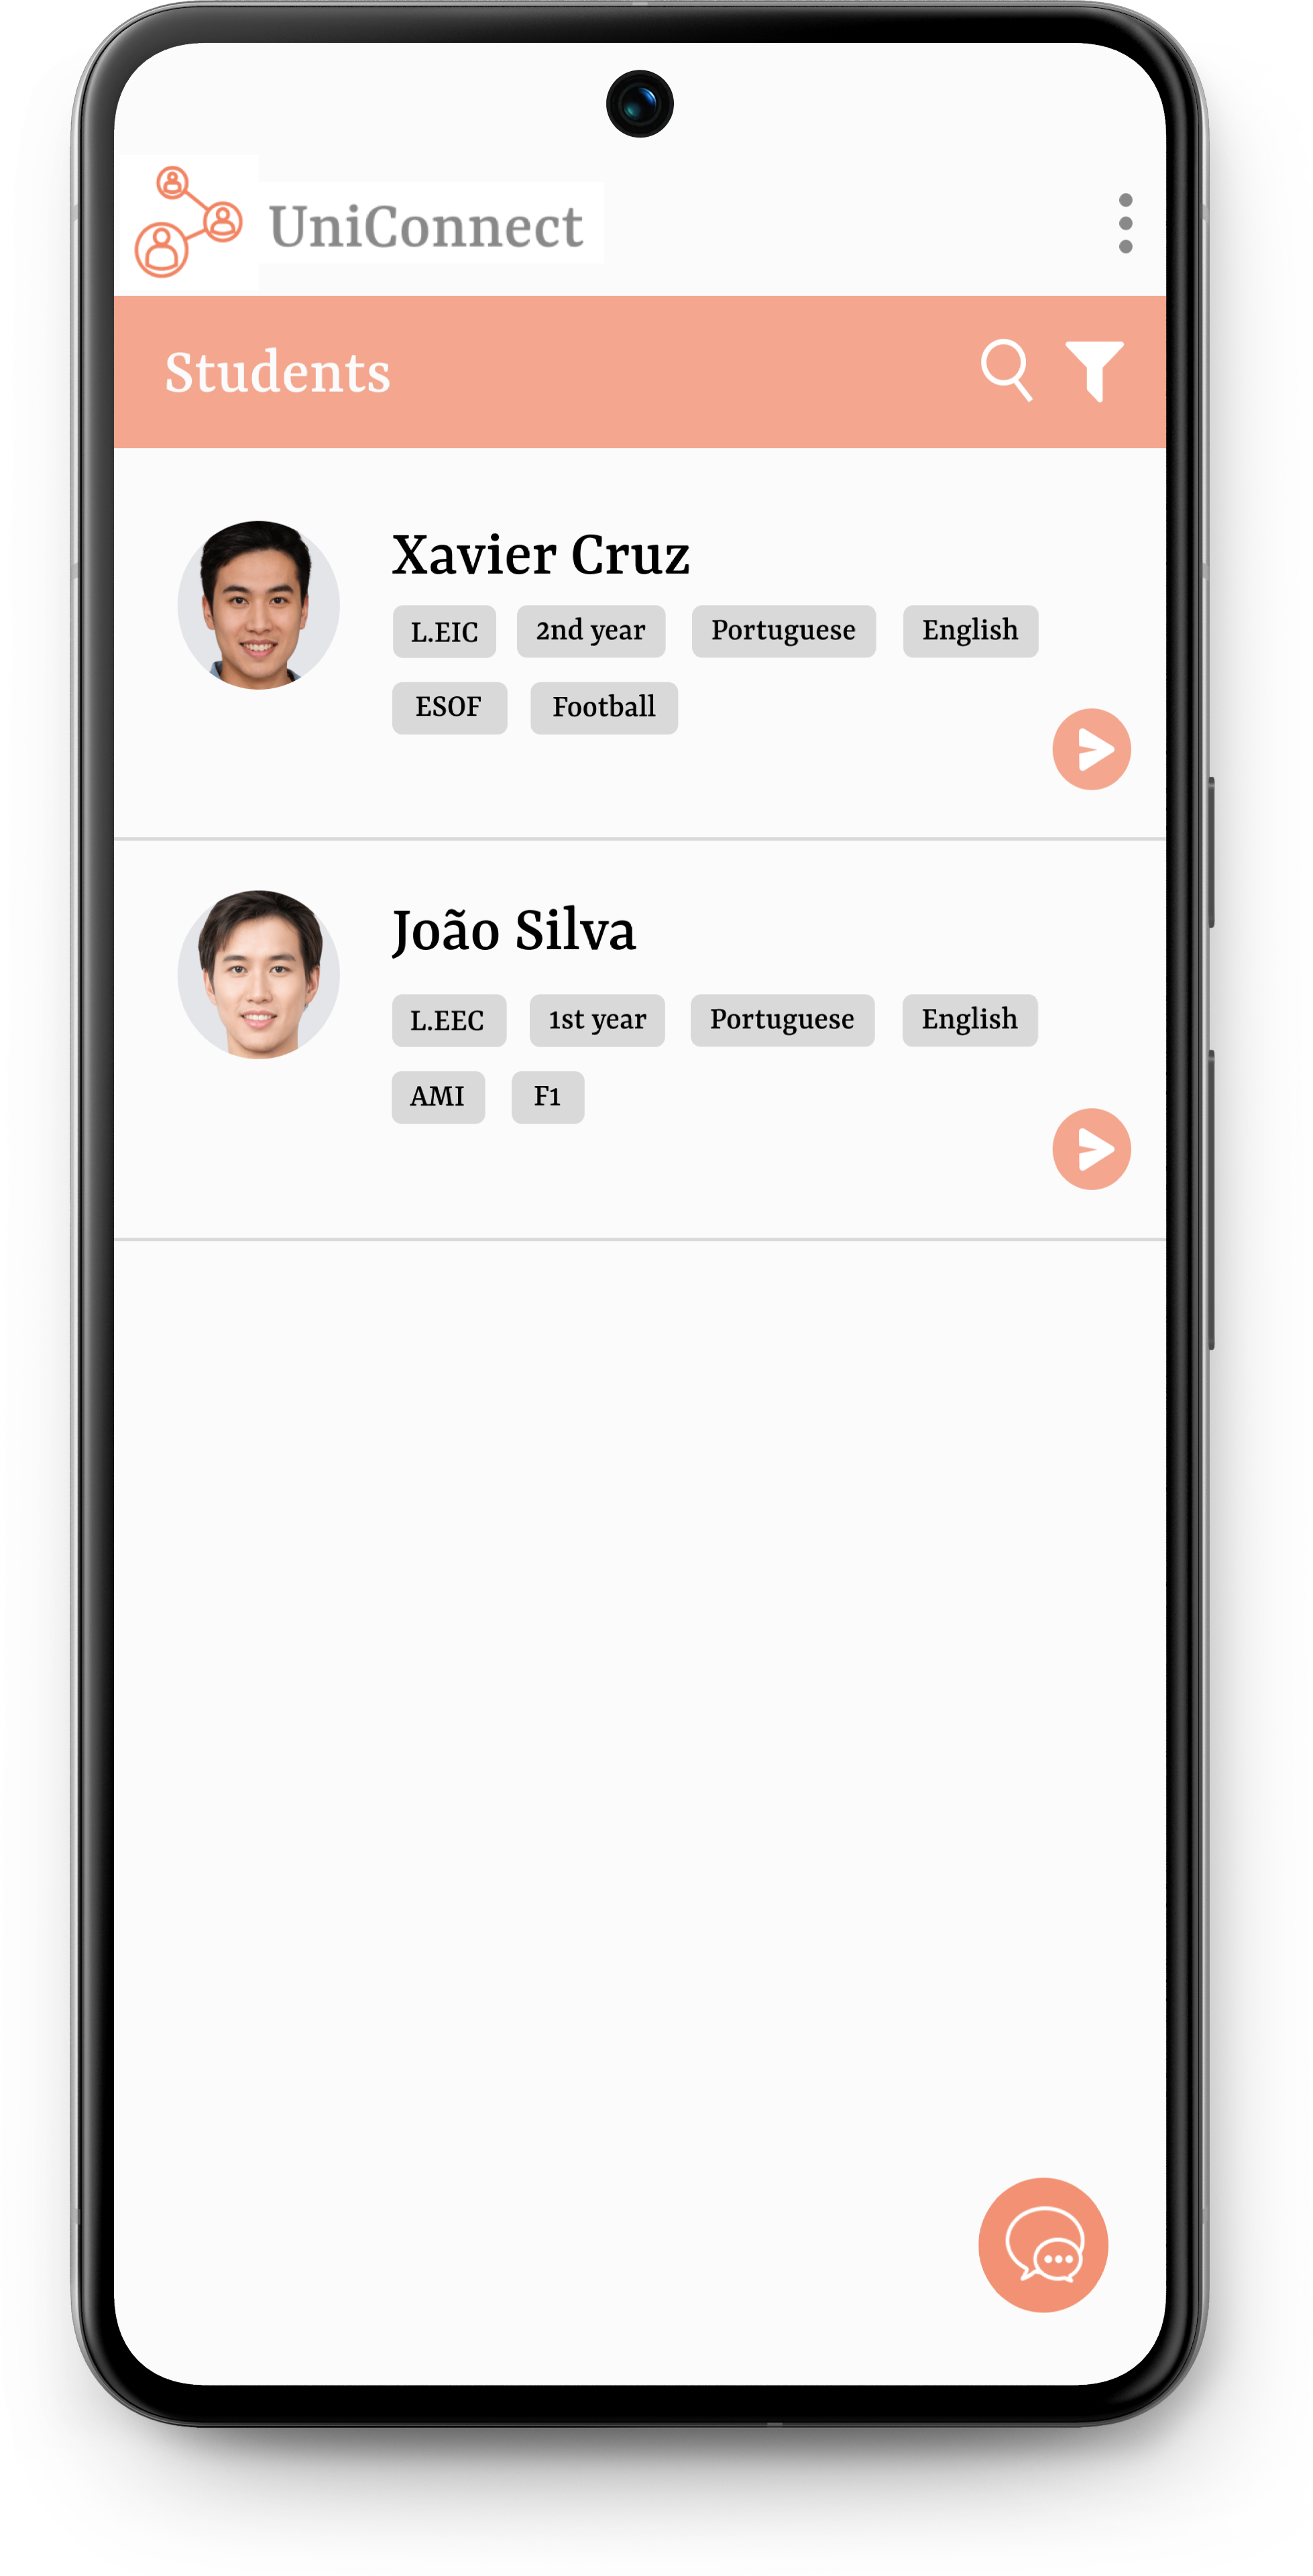 UniConnect
Students
Xavier Cruz
L.EIC 2nd year Portuguese English
ESOF Football
João Silva
L.EEC 1st year Portuguese English
AMI F1